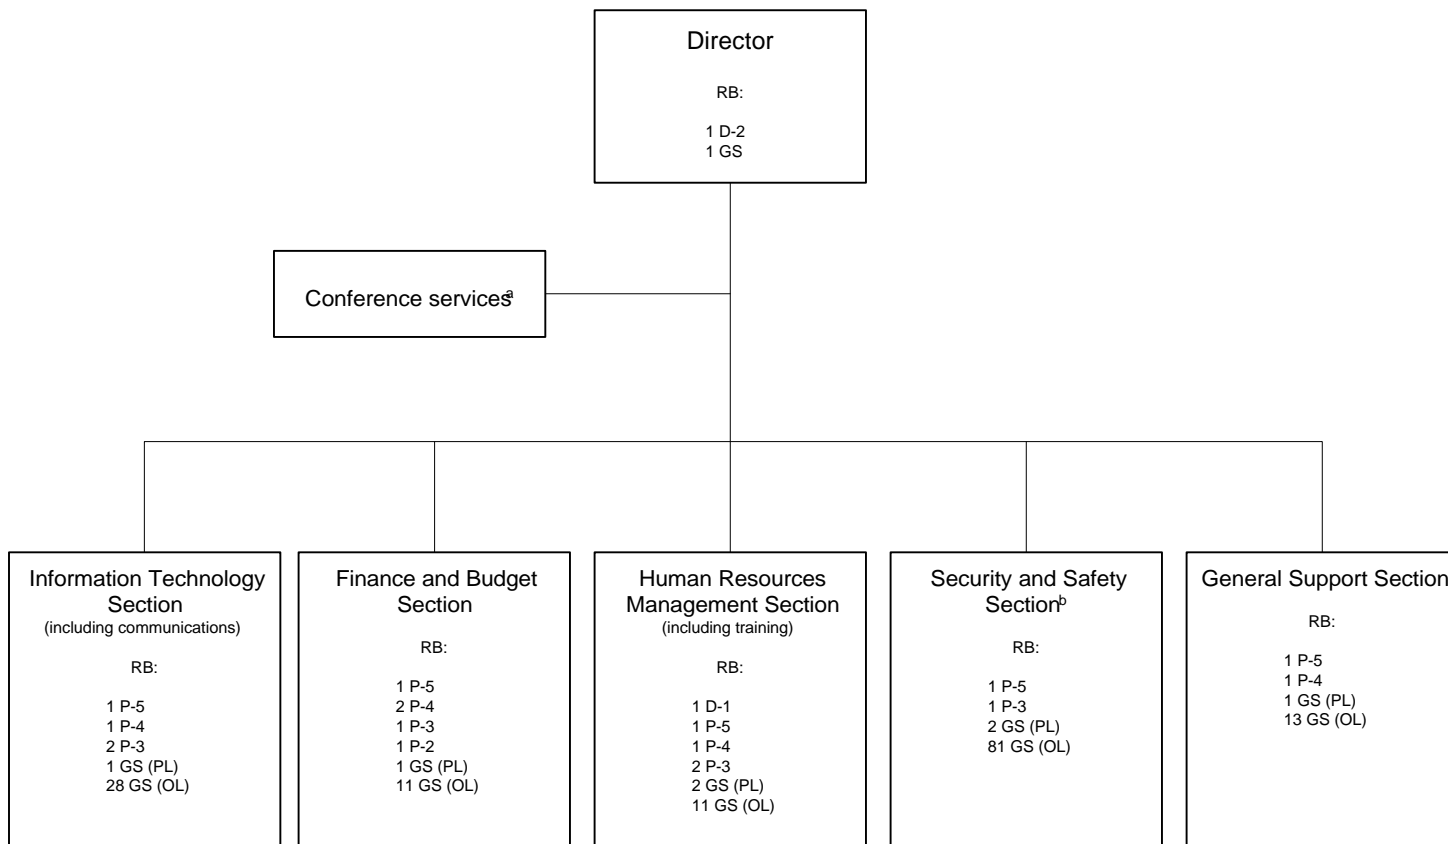 Director
RB:
1 D-2
1 GS
Conference servicesa
Information Technology
Section
(including communications)
RB:
1 P-5
1 P-4
2 P-3
1 GS (PL)
28 GS (OL)
Finance and Budget
Section
RB:
1 P-5
2 P-4
1 P-3
1 P-2
1 GS (PL)
11 GS (OL)
Human Resources
Management Section
(including training)
RB:
1 D-1
1 P-5
1 P-4
2 P-3
2 GS (PL)
11 GS (OL)
Security and Safety
Sectionb
RB:
1 P-5
1 P-3
2 GS (PL)
81 GS (OL)
General Support Section
RB:
1 P-5
1 P-4
1 GS (PL)
13 GS (OL)